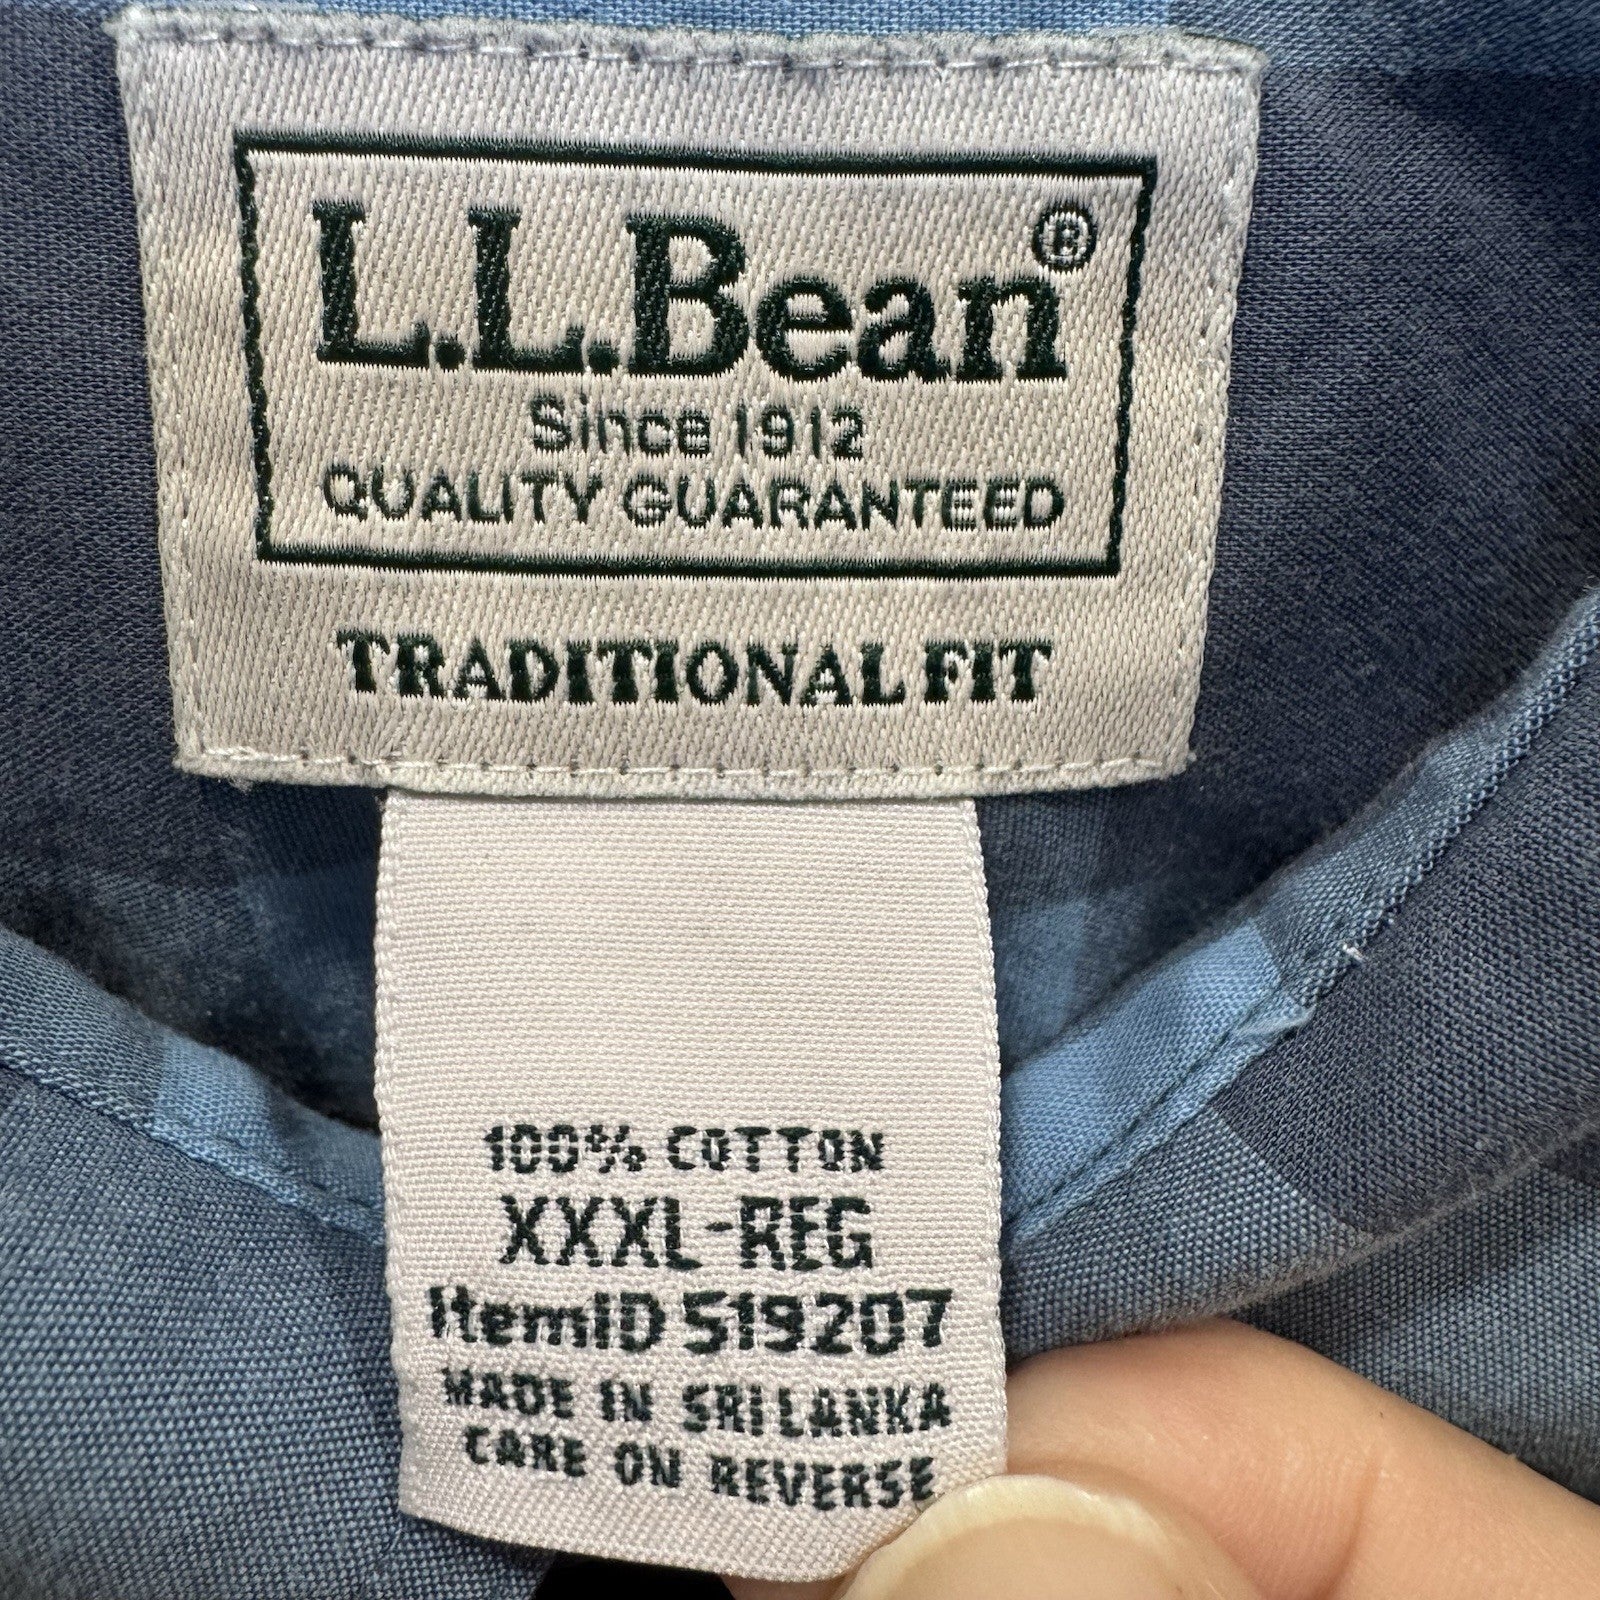 L.L.Bean®
Since 1912
QUALITY GUARANTEED
TRADITIONAL FIT
100% COTTON
XXXL-REG
ItemID 519207
MADE IN SRI LANKA
CARE ON REVERSE